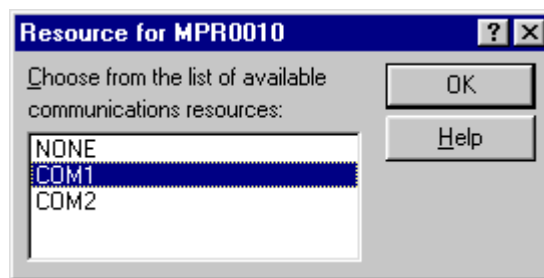 Resource for MPR0010
Choose from the list of available
communications resources:
NONE
COM1
COM2
OK
Help